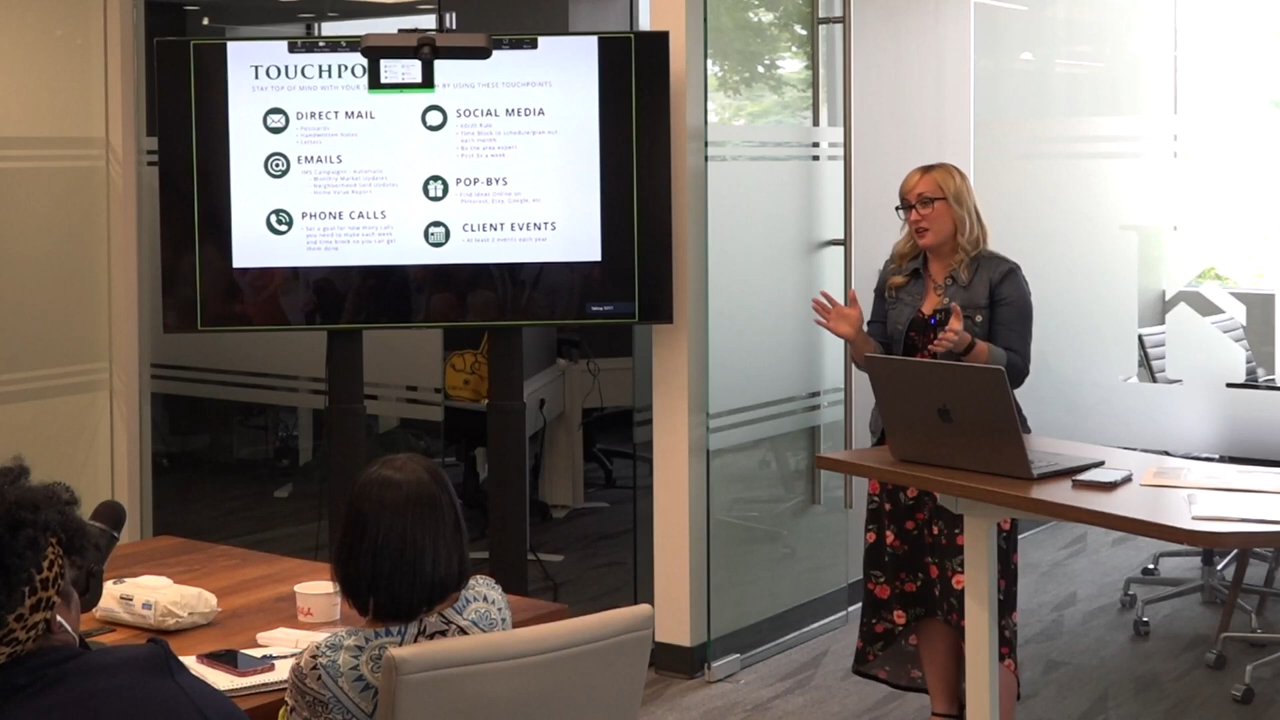 TOUCHPO
STAY TOP OF MIND WITH YOUR S
BY USING THESE TOUCHPOINTS
DIRECT MAIL
• Postcards
• Handwritten Notes
• Letters
EMAILS
Monthly Market Updates
Neighborhood Sold Updates
Home Value Report
PHONE CALLS
• Set a goal for how many calls
you need to make each week
and time block so you can get
them done
SOCIAL MEDIA
• 80/20 Rule
• Time block to schedule/plan out
each month
• Be the area expert
• Post 3x a week
POP-BYS
• Find Ideas Online on
Pinterest, Etsy, Google, etc
CLIENT EVENTS
• At least 2 events each year